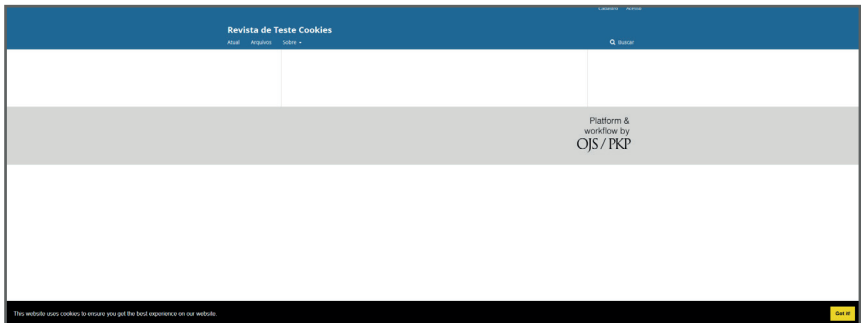 Cadastro Acesso
Revista de Teste Cookies
Atual Arquivos Sobre
Buscar
Platform &
workflow by
OJS / PKP
This website uses cookies to ensure you get the best experience on our website.
Got it!